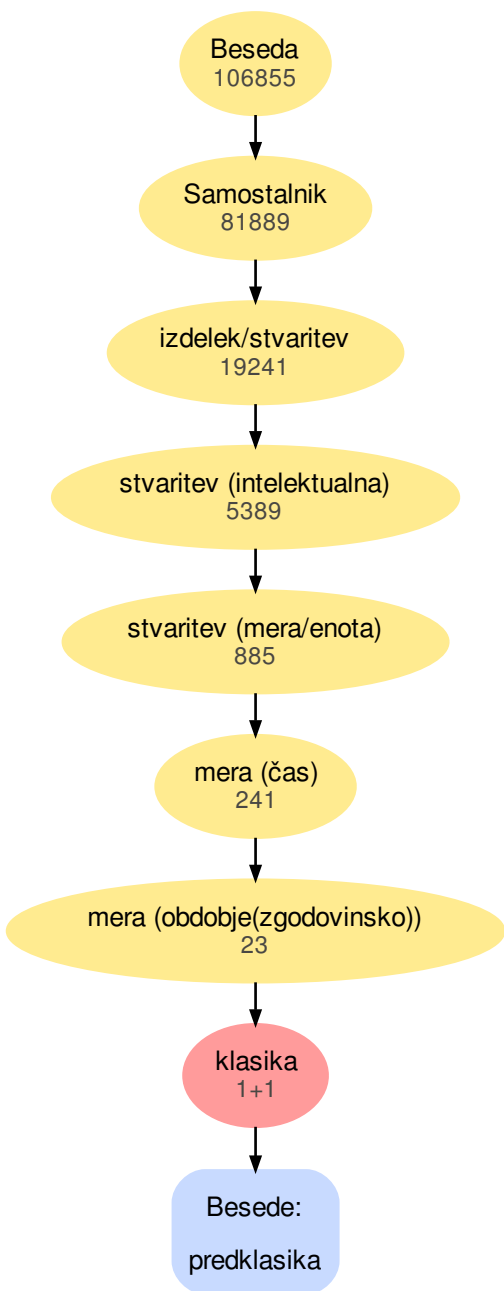 Beseda
106855
Samostalnik
81889
izdelek/stvaritev
19241
stvaritev (intelektualna)
5389
stvaritev (mera/enota)
885
mera (čas)
241
mera (obdobje(zgodovinsko))
23
klasika
1+1
Besede:
predklasika